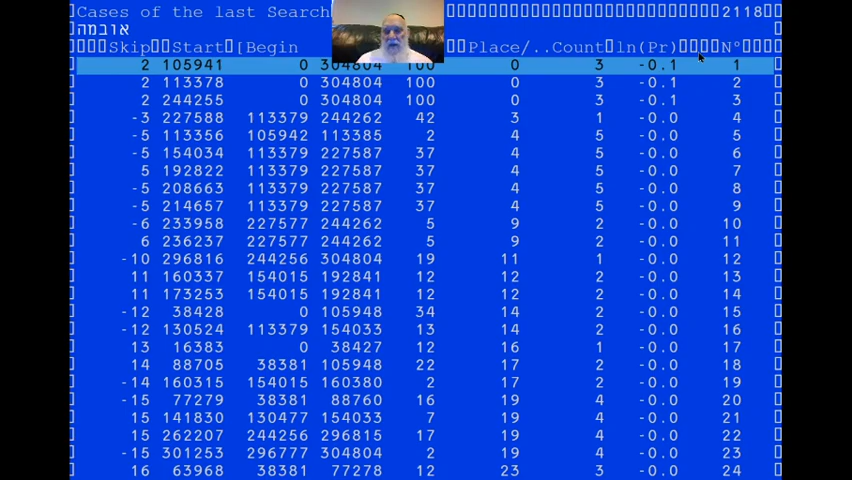 Cases of the last Search 2118
אובמה
Skip Start [Begin Place/..Count ln(Pr) Nº
2 105941 0 304804 100 0 3 -0.1 1
2 113378 0 304804 100 0 3 -0.1 2
2 244255 0 304804 100 0 3 -0.1 3
-3 227588 113379 244262 42 3 1 -0.0 4
-5 113356 105942 113385 2 4 5 -0.0 5
-5 154034 113379 227587 37 4 5 -0.0 6
5 192822 113379 227587 37 4 5 -0.0 7
-5 208663 113379 227587 37 4 5 -0.0 8
-5 214657 113379 227587 37 4 5 -0.0 9
-6 233958 227587 244262 5 9 2 -0.0 10
6 236237 227577 244262 5 9 2 -0.0 11
-10 296816 244256 304804 19 11 1 -0.0 12
11 160337 154015 192841 12 12 2 -0.0 13
11 173253 154015 192841 12 12 2 -0.0 14
-12 38428 0 105948 34 14 2 -0.0 15
-12 130524 113379 154033 13 14 2 -0.0 16
13 16383 0 38427 12 16 1 -0.0 17
14 88705 38381 105948 22 17 2 -0.0 18
-14 160315 154015 160380 2 17 2 -0.0 19
-15 77279 38381 88760 16 19 4 -0.0 20
15 141830 130477 154033 7 19 4 -0.0 21
15 262207 244256 296815 17 19 4 -0.0 22
-15 301253 296777 304804 2 19 4 -0.0 23
16 63968 38381 77278 12 23 3 -0.0 24